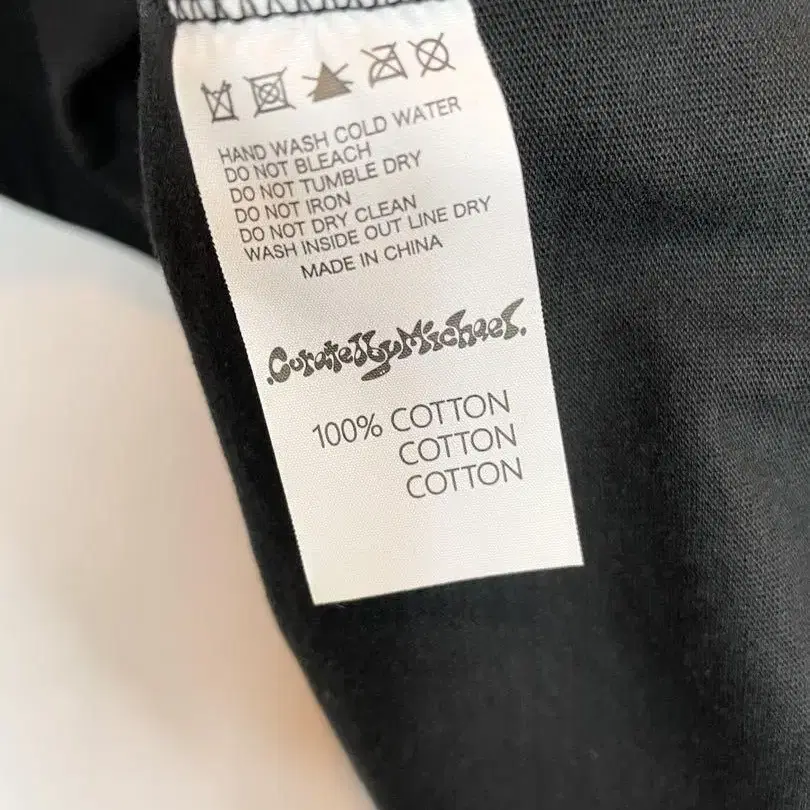 HAND WASH COLD WATER
DO NOT BLEACH
DO NOT TUMBLE DRY
DO NOT IRON
DO NOT DRY CLEAN
WASH INSIDE OUT LINE DRY
MADE IN CHINA
.CuratedByMichael.
100% COTTON
COTTON
COTTON